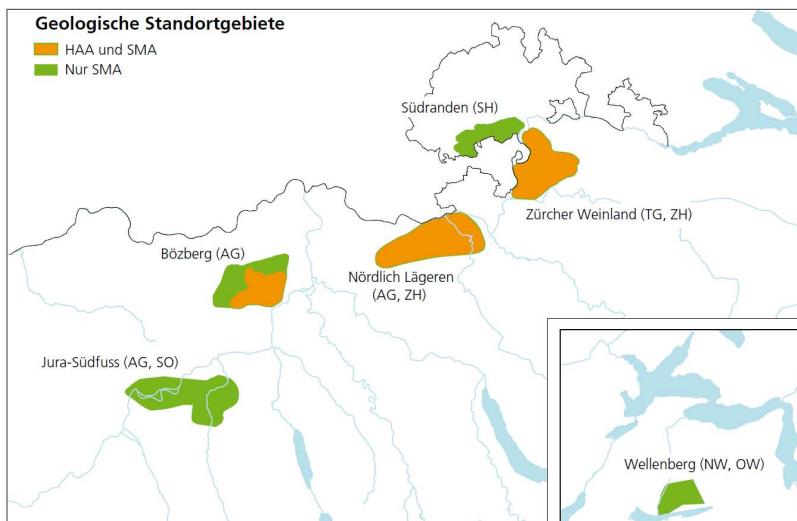 Geologische Standortgebiete
HAA und SMA
Nur SMA
Südranden (SH)
Zürcher Weinland (TG, ZH)
Bözberg (AG)
Nördlich Lägeren
(AG, ZH)
Jura-Südfuss (AG, SO)
Wellenberg (NW, OW)